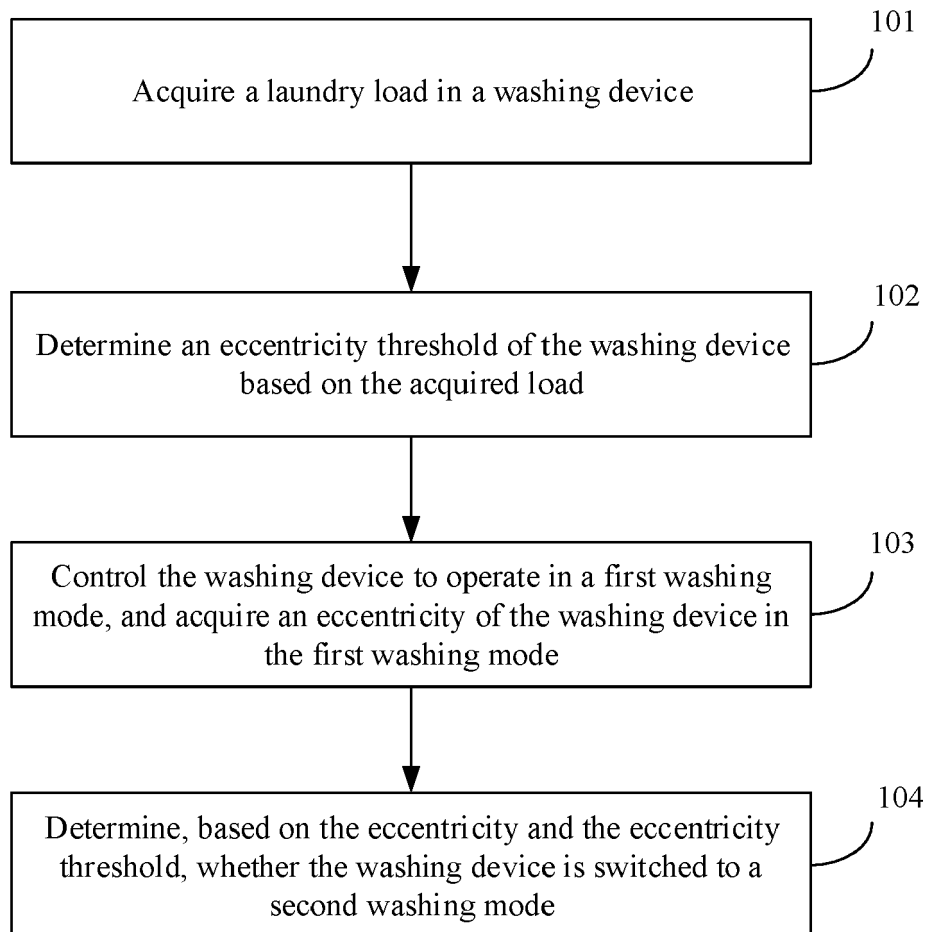 101
Acquire a laundry load in a washing device
102
Determine an eccentricity threshold of the washing device
based on the acquired load
103
Control the washing device to operate in a first washing
mode, and acquire an eccentricity of the washing device in
the first washing mode
104
Determine, based on the eccentricity and the eccentricity
threshold, whether the washing device is switched to a
second washing mode